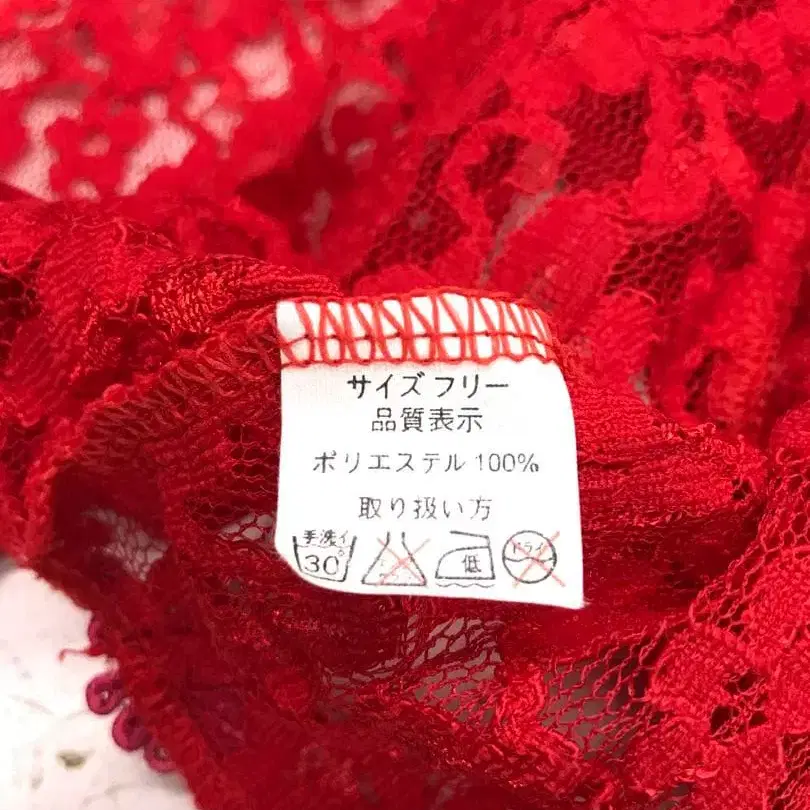 サイズ フリー
品質表示
ポリエステル 100%
取り扱い方
手洗イ
30°
低
ドライ